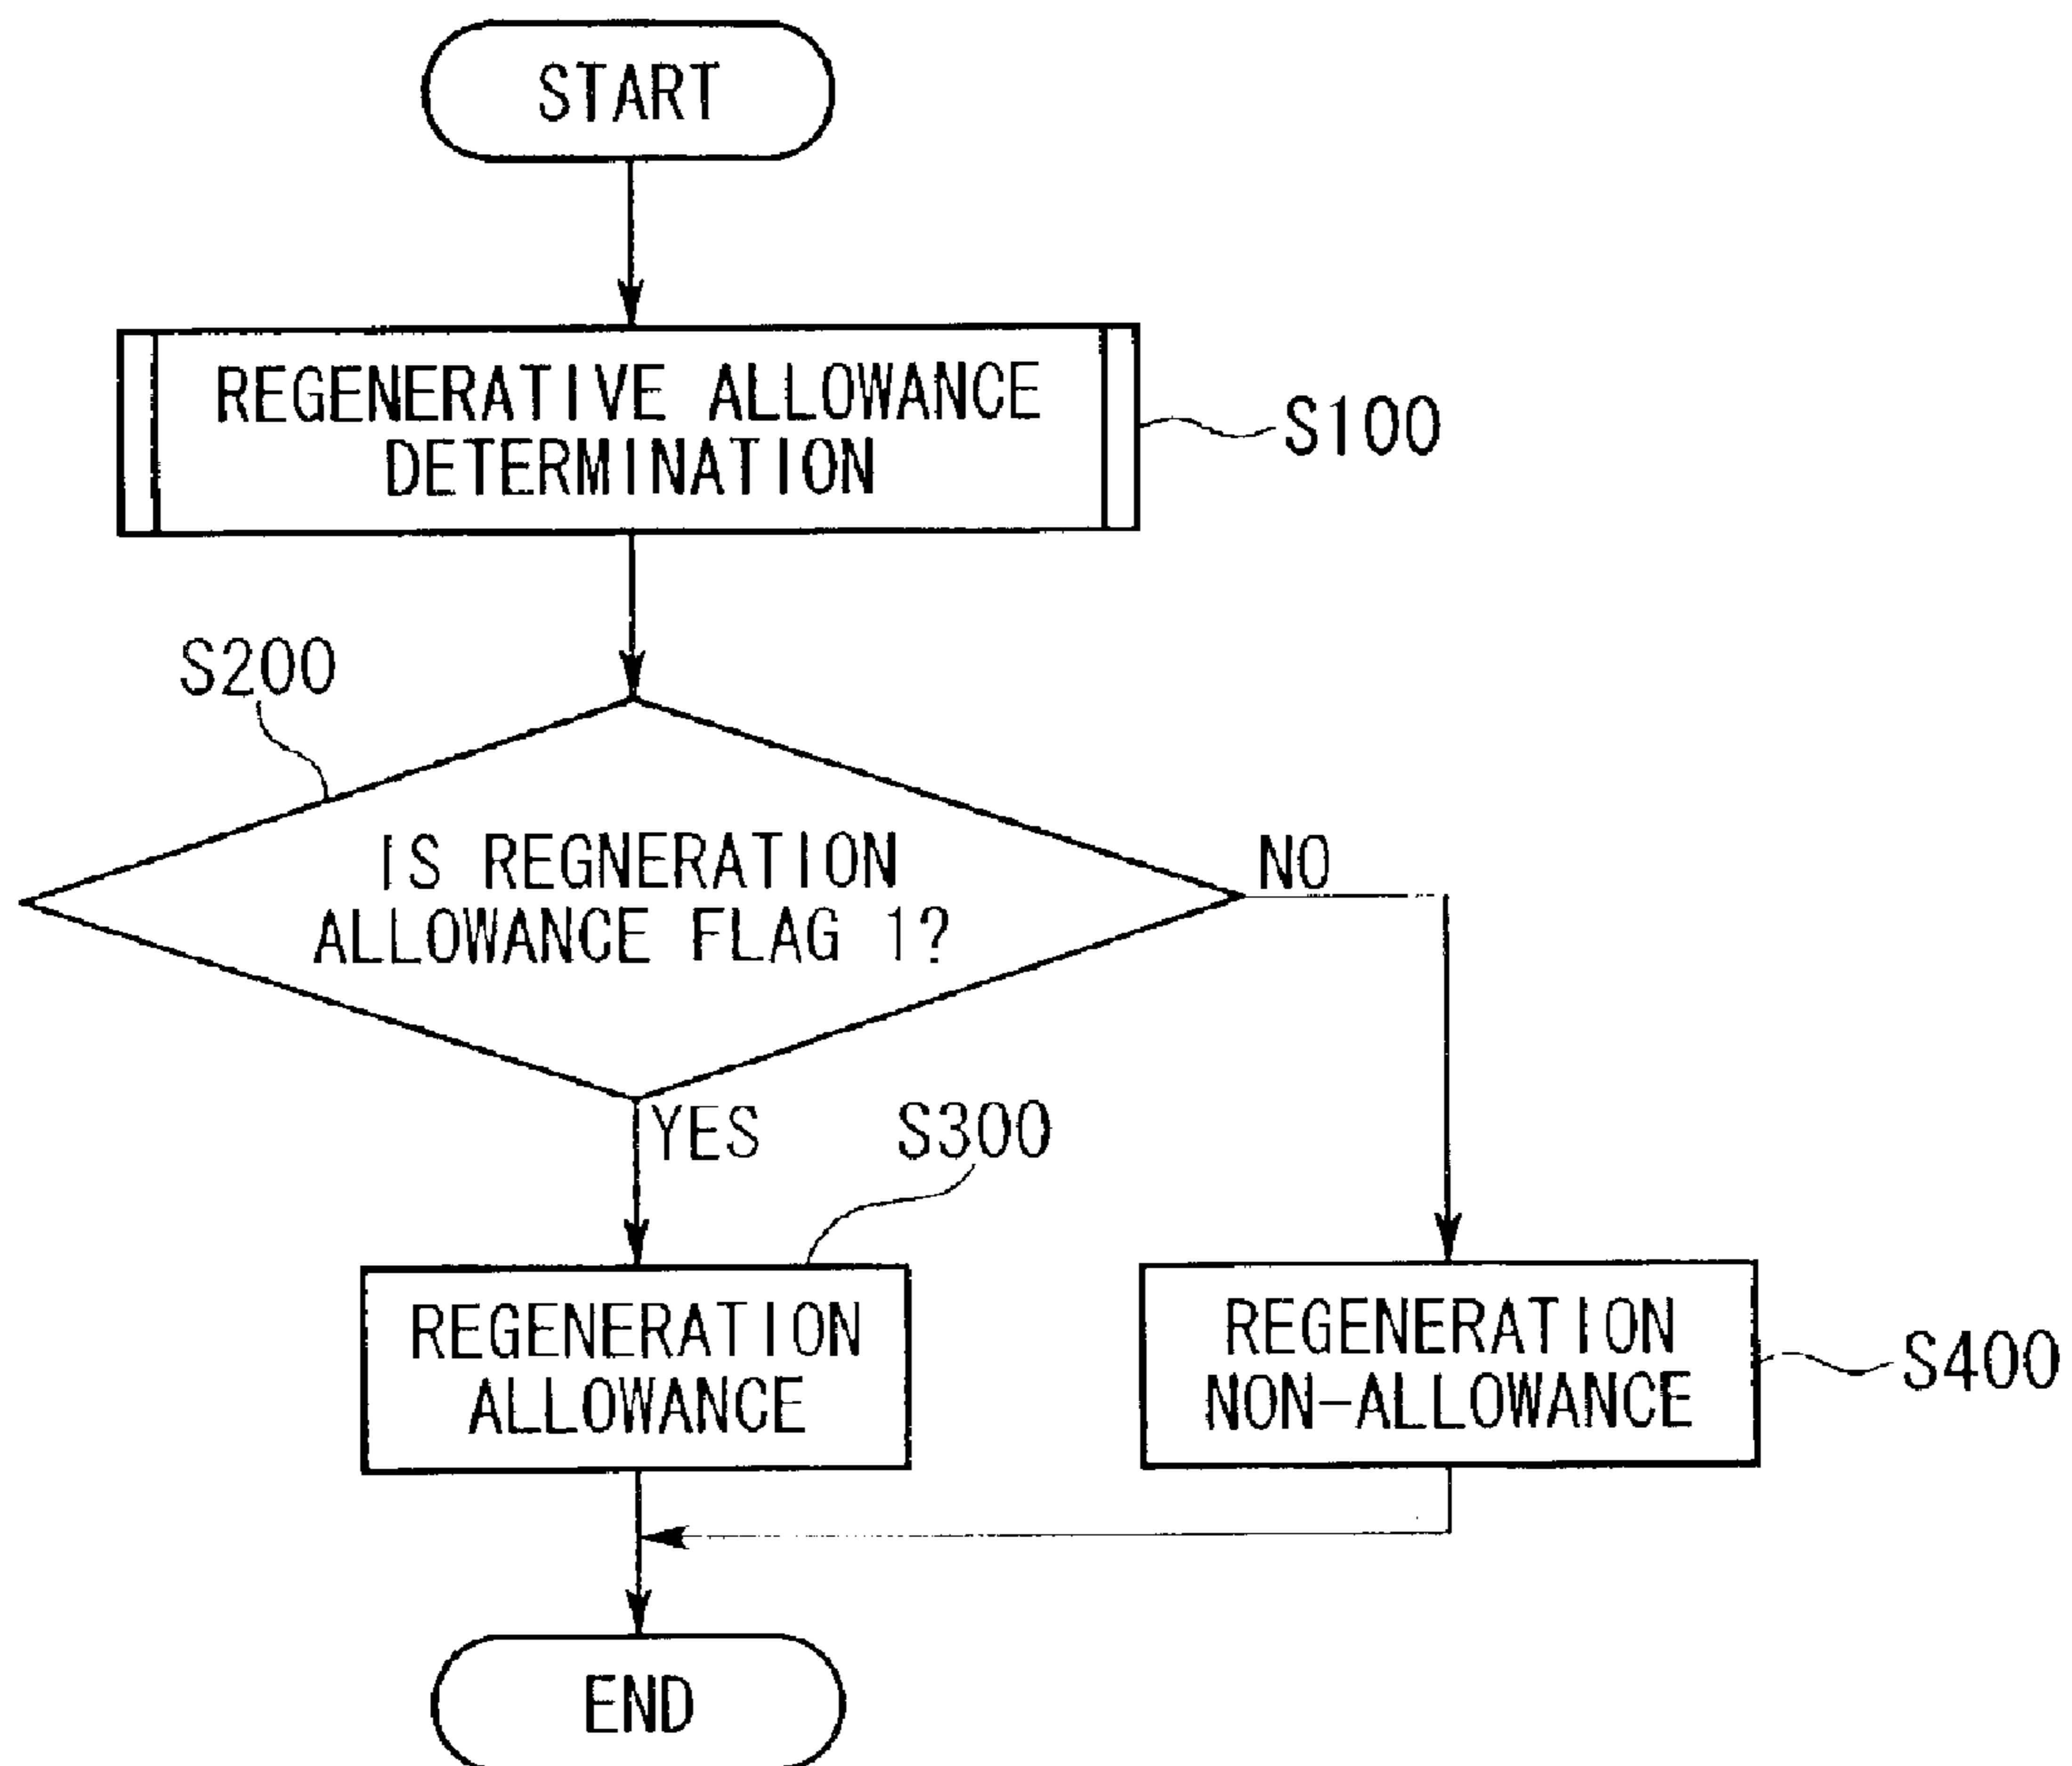 START
REGENERATIVE ALLOWANCE
DETERMINATION
S100
S200
IS REGNERATION
ALLOWANCE FLAG 1?
NO
YES
S300
REGENERATION
ALLOWANCE
REGENERATION
NON-ALLOWANCE
S400
END